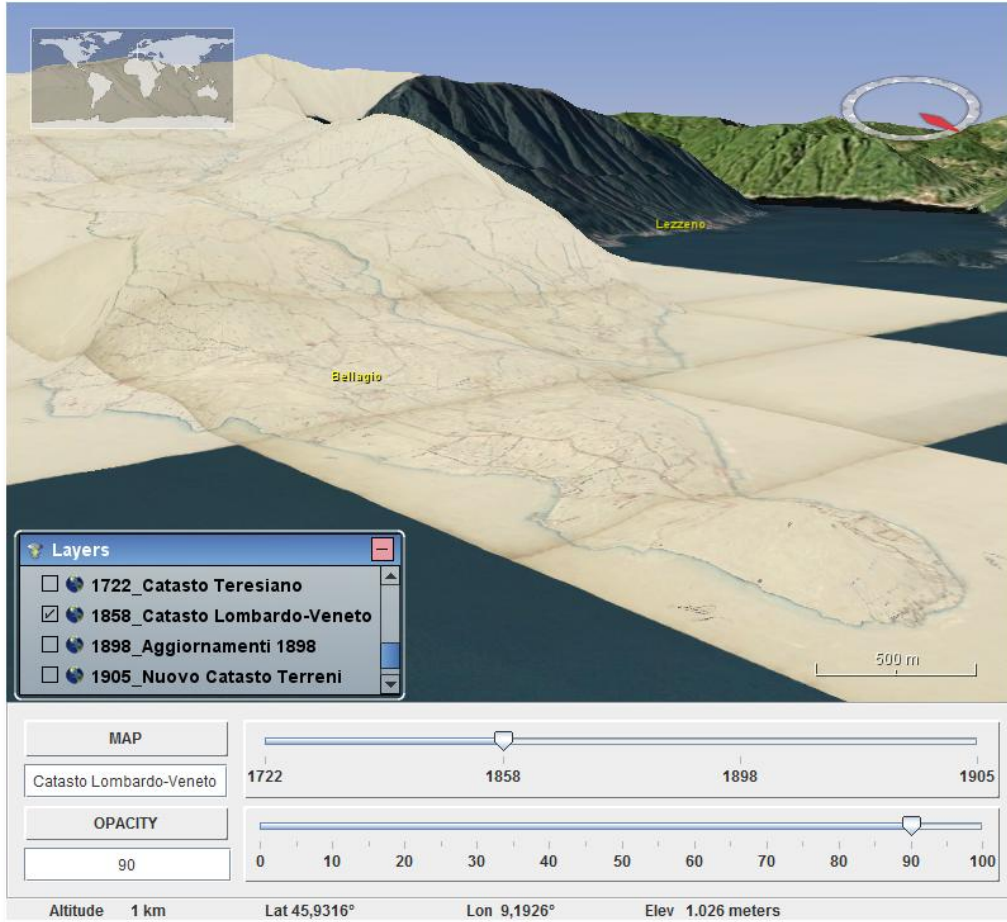 Lezzeno
Bellagio
Layers
1722_Catasto Teresiano
1858_Catasto Lombardo-Veneto
1898_Aggiornamenti 1898
1905_Nuovo Catasto Terreni
500 m
MAP
Catasto Lombardo-Veneto
1722 1858 1898 1905
OPACITY
90
0 10 20 30 40 50 60 70 80 90 100
Altitude 1 km Lat 45,9316° Lon 9,1926° Elev 1.026 meters